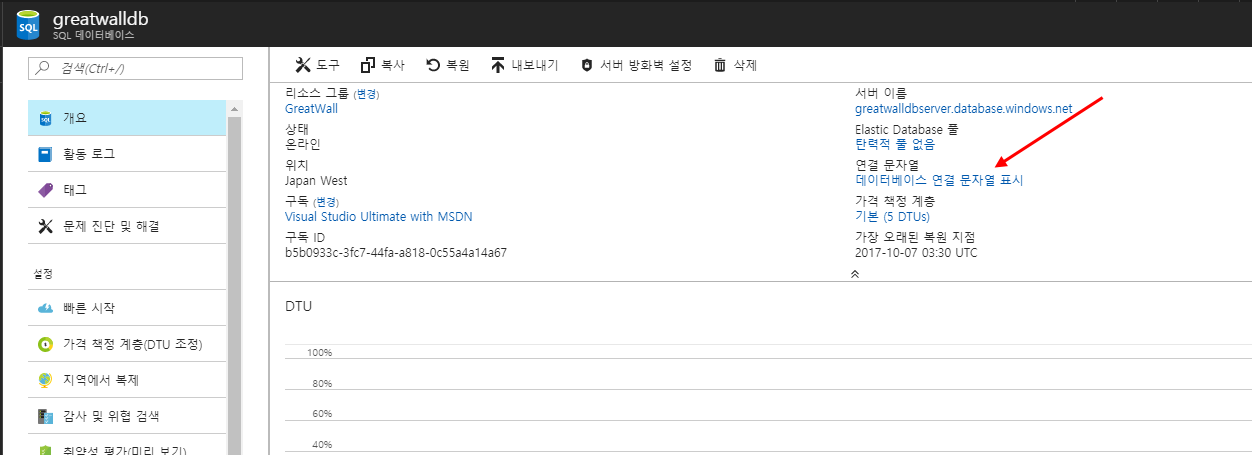 greatwalldb
SQL 데이터베이스
검색(Ctrl+/)
개요
활동 로그
태그
문제 진단 및 해결
설정
빠른 시작
가격 책정 계층(DTU 조정)
지역에서 복제
감사 및 위협 검색
취약성 평가(미리 보기)
도구 복사 복원 내보내기 서버 방화벽 설정 삭제
리소스 그룹 (변경)
GreatWall
상태
온라인
위치
Japan West
구독 (변경)
Visual Studio Ultimate with MSDN
구독 ID
b5b0933c-3fc7-44fa-a818-0c55a4a14a67
서버 이름
greatwalldbserver.database.windows.net
Elastic Database 풀
탄력적 풀 없음
연결 문자열
데이터베이스 연결 문자열 표시
가격 책정 계층
기본 (5 DTUs)
가장 오래된 복원 지점
2017-10-07 03:30 UTC
DTU
100%
80%
60%
40%